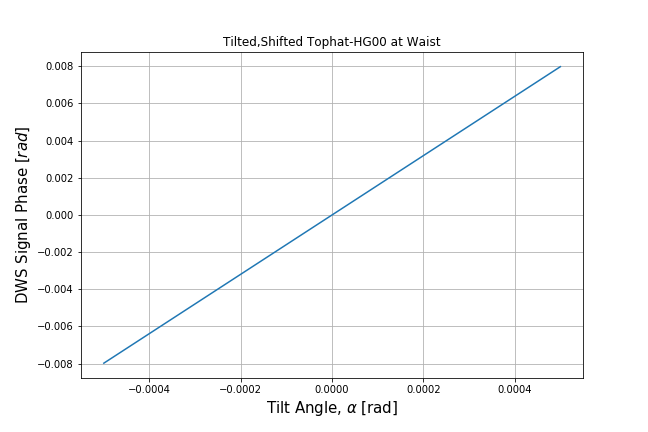 Tilted,Shifted Tophat-HG00 at Waist
0.008
0.006
0.004
0.002
0.000
−0.002
−0.004
−0.006
−0.008
DWS Signal Phase [rad]
−0.0004 −0.0002 0.0000 0.0002 0.0004
Tilt Angle, α [rad]